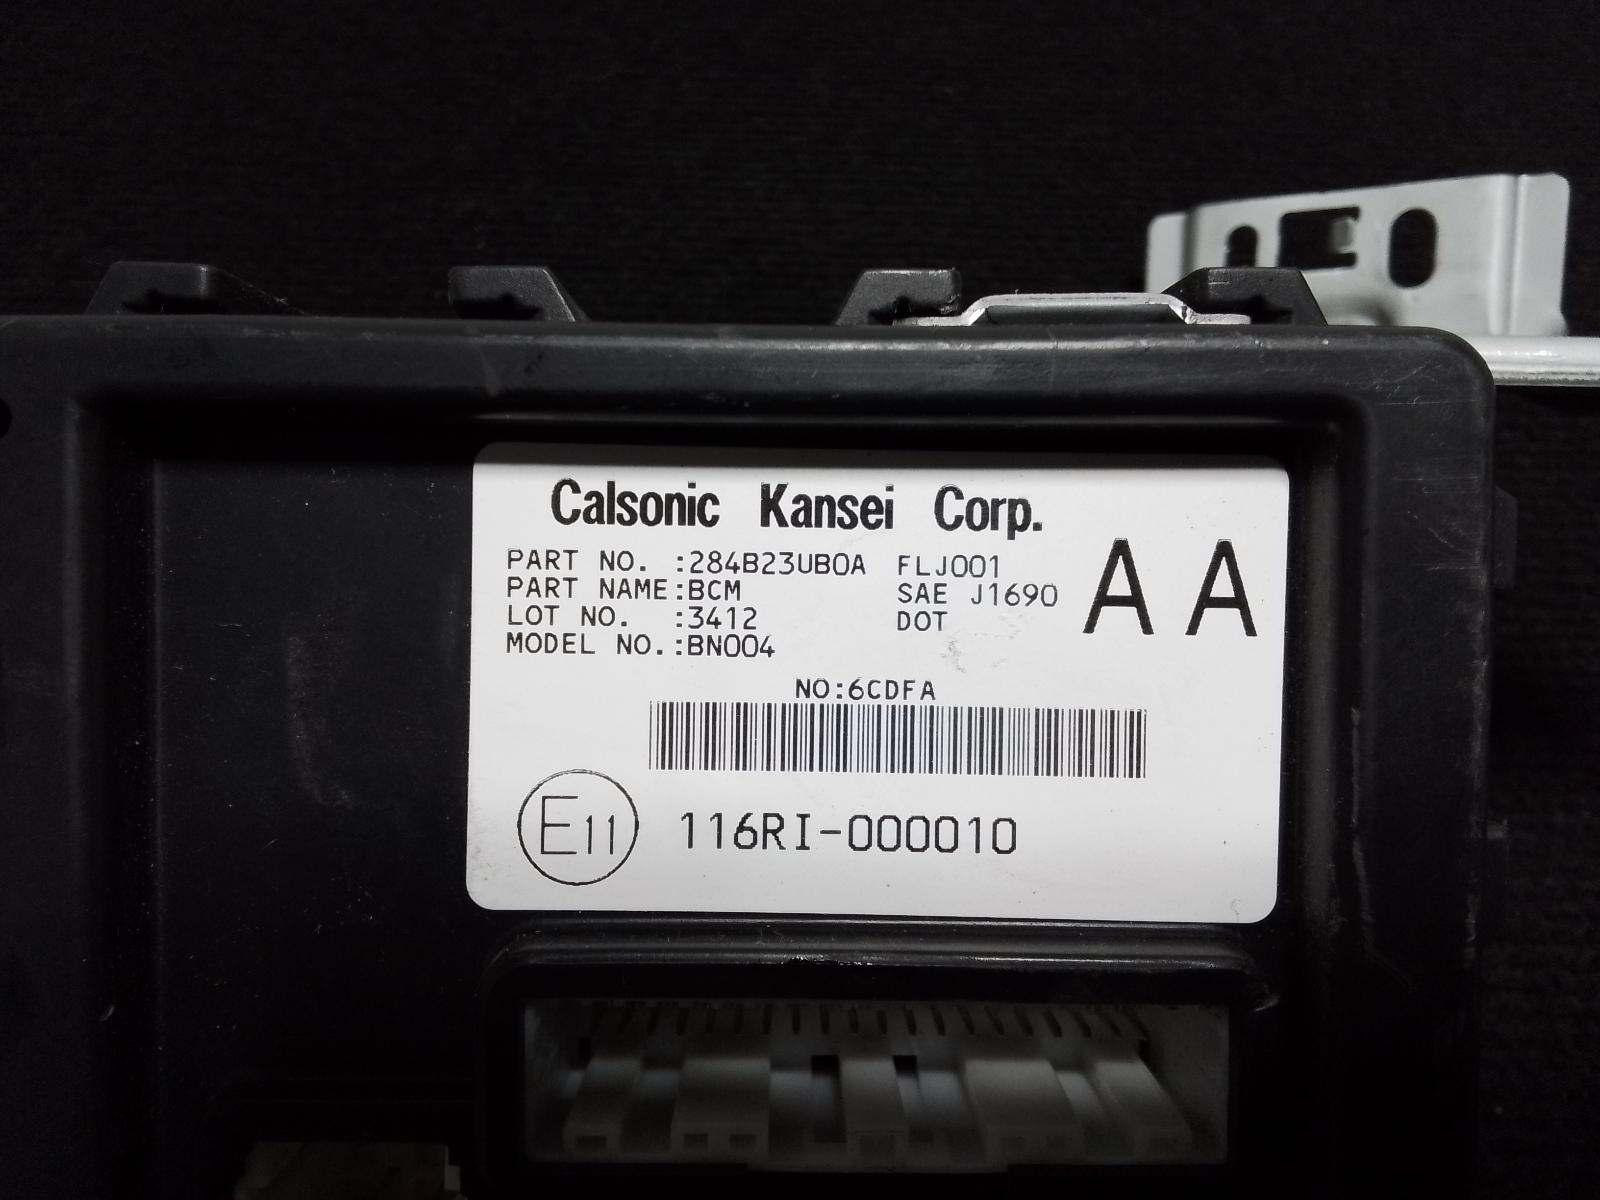 Calsonic Kansei Corp.
PART NO. :284B23UB0A FLJ001
PART NAME:BCM SAE J1690
LOT NO. :3412 DOT
MODEL NO.:BN004
AA
NO:6CDFA
E11 116RI-000010